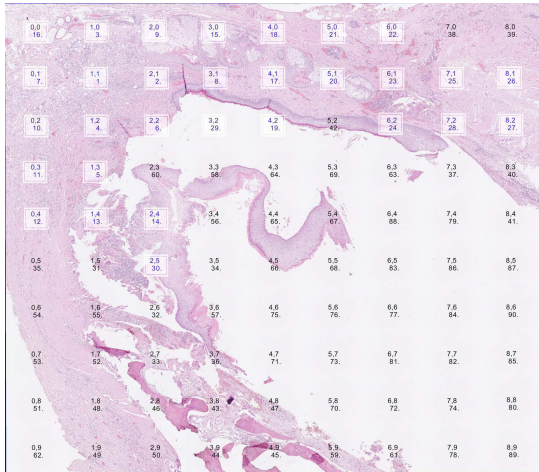 0,0 1,0 2,0 3,0 4,0 5,0 6,0 7,0 8,0
16. 3. 9. 15. 18. 21. 22. 38. 39.
0,1 1,1 2,1 3,1 4,1 5,1 6,1 7,1 8,1
7. 1. 2. 8. 17. 20. 23. 25. 26.
0,2 1,2 2,2 3,2 4,2 5,2 6,2 7,2 8,2
10. 4. 6. 29. 19. 42. 24. 28. 27.
0,3 1,3 2,3 3,3 4,3 5,3 6,3 7,3 8,3
11. 5. 60. 58. 64. 69. 63. 37. 40.
0,4 1,4 2,4 3,4 4,4 5,4 6,4 7,4 8,4
12. 13. 14. 56. 65. 67. 88. 79. 41.
0,5 1,5 2,5 3,5 4,5 5,5 6,5 7,5 8,5
35. 31. 30. 34. 66. 68. 83. 86. 87.
0,6 1,6 2,6 3,6 4,6 5,6 6,6 7,6 8,6
54. 55. 32. 57. 75. 76. 77. 84. 90.
0,7 1,7 2,7 3,7 4,7 5,7 6,7 7,7 8,7
53. 52. 33. 36. 71. 73. 81. 82. 85.
0,8 1,8 2,8 3,8 4,8 5,8 6,8 7,8 8,8
51. 48. 46. 43. 47. 70. 72. 74. 80.
0,9 1,9 2,9 3,9 4,9 5,9 6,9 7,9 8,9
62. 49. 50. 44. 45. 59. 61. 78. 89.